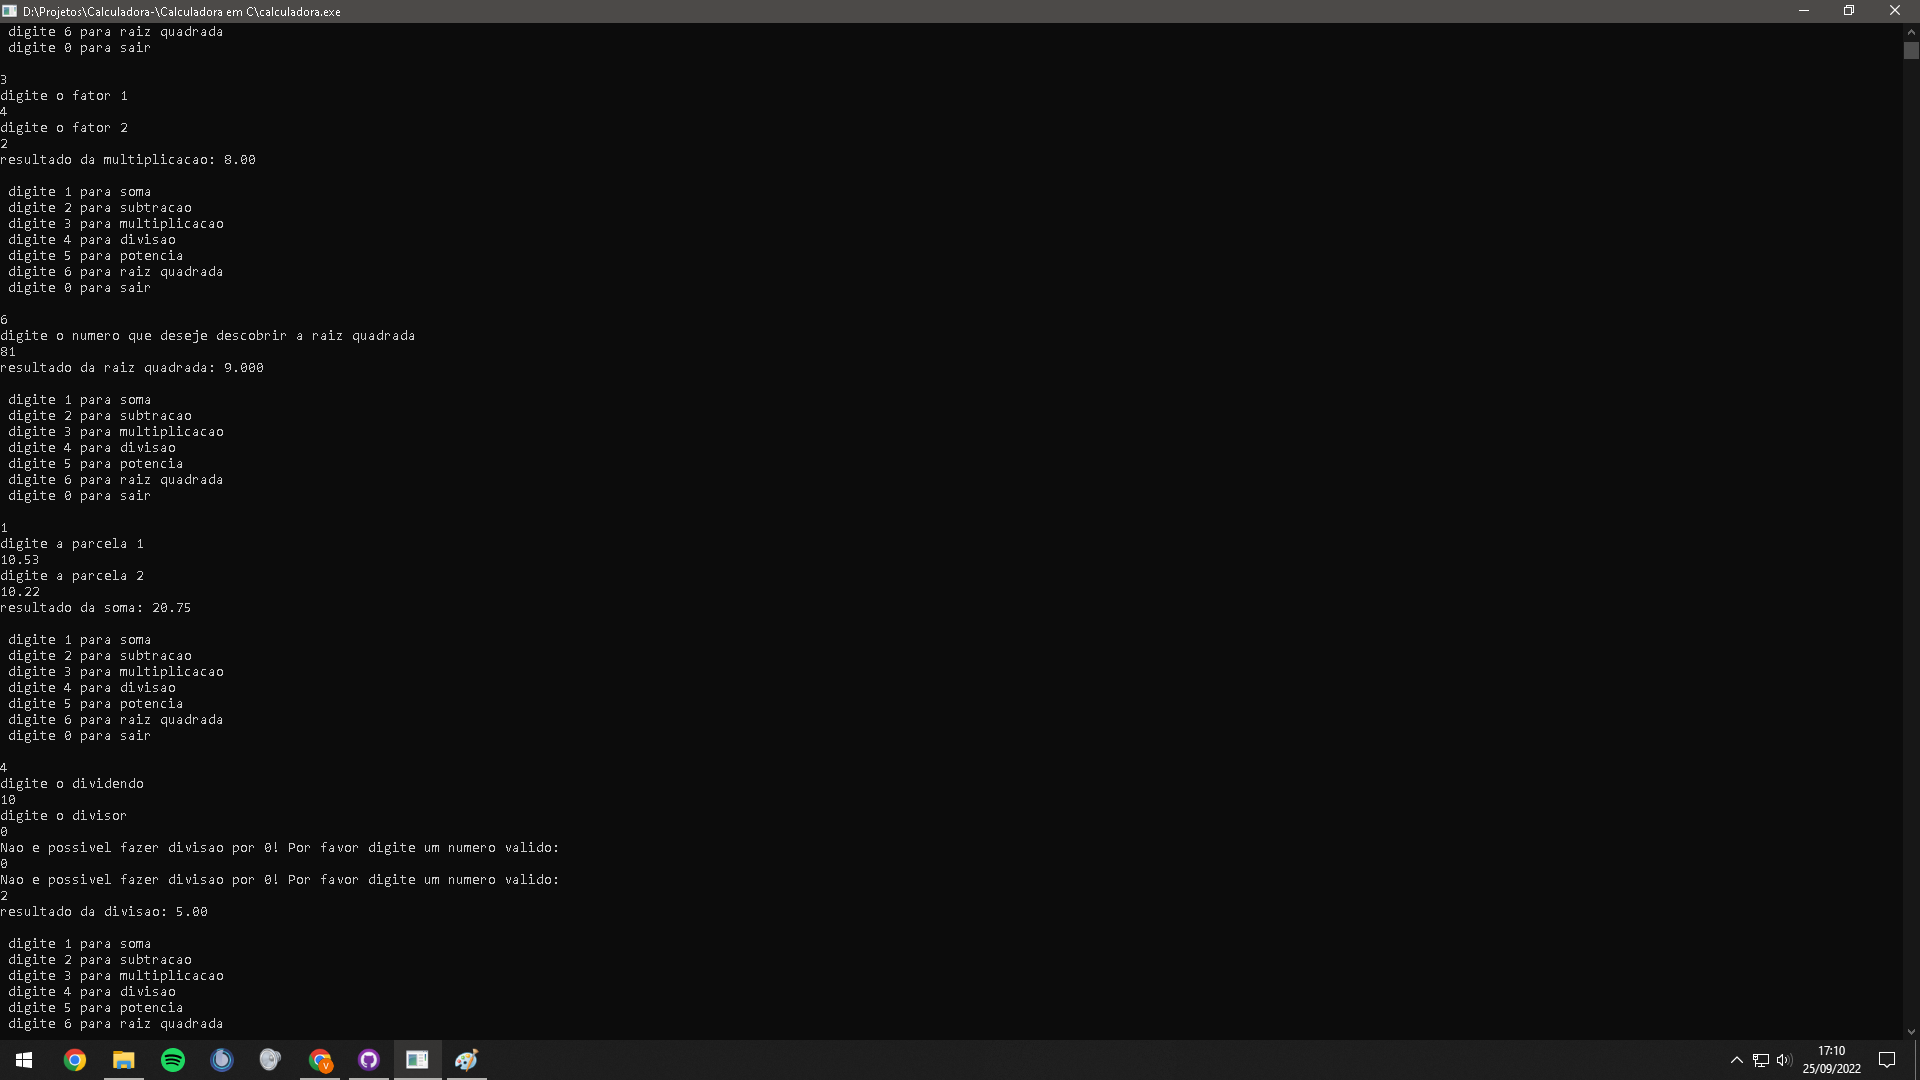 D:\Projetos\Calculadora-\Calculadora em C\calculadora.exe
digite 6 para raiz quadrada
digite 0 para sair
3
digite o fator 1
4
digite o fator 2
2
resultado da multiplicacao: 8.00
digite 1 para soma
digite 2 para subtracao
digite 3 para multiplicacao
digite 4 para divisao
digite 5 para potencia
digite 6 para raiz quadrada
digite 0 para sair
6
digite o numero que deseje descobrir a raiz quadrada
81
resultado da raiz quadrada: 9.000
digite 1 para soma
digite 2 para subtracao
digite 3 para multiplicacao
digite 4 para divisao
digite 5 para potencia
digite 6 para raiz quadrada
digite 0 para sair
1
digite a parcela 1
10.53
digite a parcela 2
10.22
resultado da soma: 20.75
digite 1 para soma
digite 2 para subtracao
digite 3 para multiplicacao
digite 4 para divisao
digite 5 para potencia
digite 6 para raiz quadrada
digite 0 para sair
4
digite o dividendo
10
digite o divisor
0
Nao e possivel fazer divisao por 0! Por favor digite um numero valido:
0
Nao e possivel fazer divisao por 0! Por favor digite um numero valido:
2
resultado da divisao: 5.00
digite 1 para soma
digite 2 para subtracao
digite 3 para multiplicacao
digite 4 para divisao
digite 5 para potencia
digite 6 para raiz quadrada
V
17:10
25/09/2022